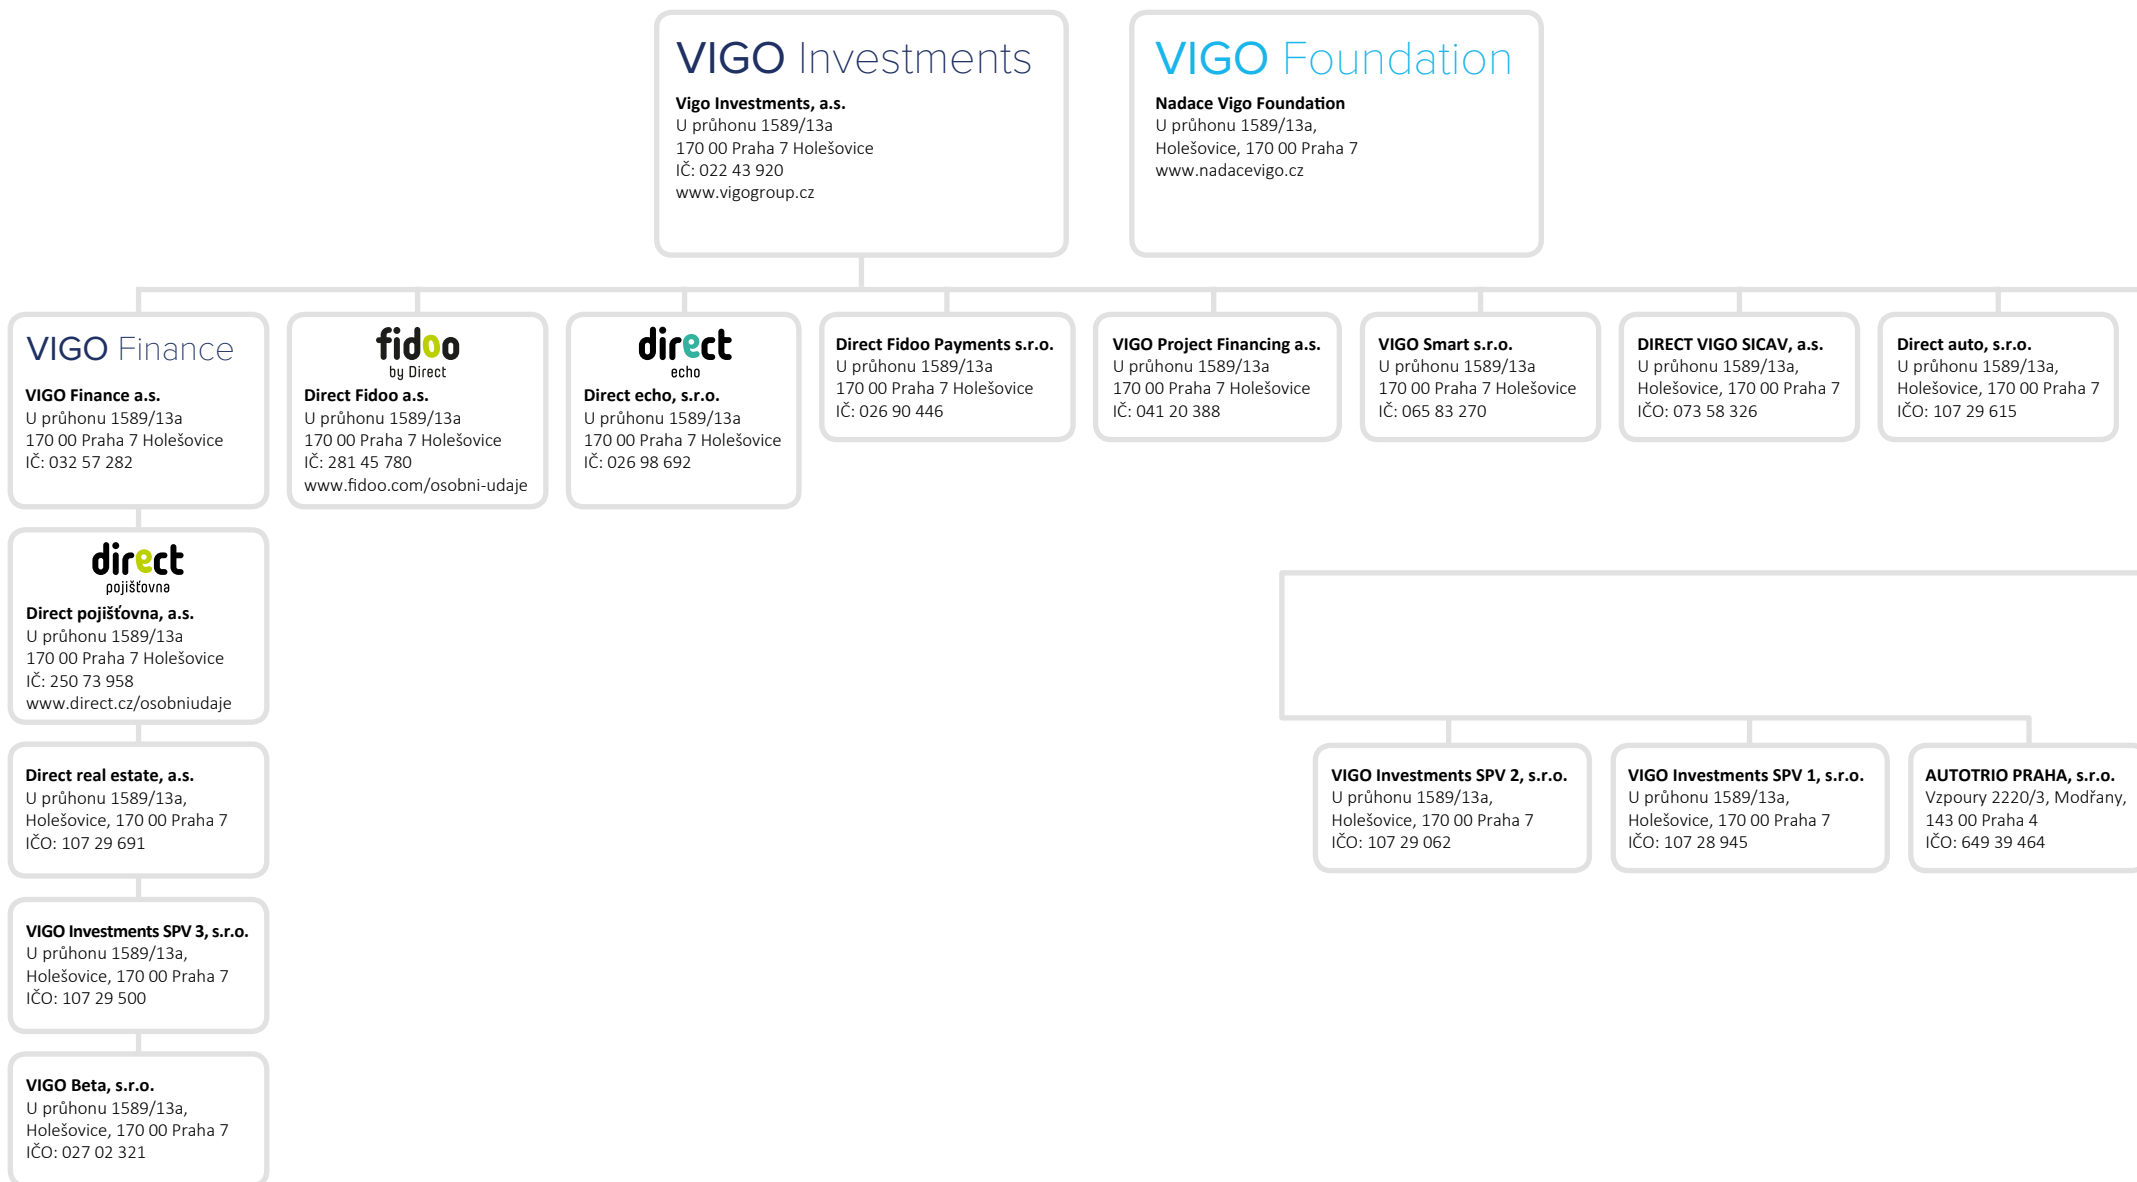 VIGO Investments
Vigo Investments, a.s.
U průhonu 1589/13a
170 00 Praha 7 Holešovice
IČ: 022 43 920
www.vigogroup.cz
VIGO Foundation
Nadace Vigo Foundation
U průhonu 1589/13a,
Holešovice, 170 00 Praha 7
www.nadacevigo.cz
VIGO Finance
VIGO Finance a.s.
U průhonu 1589/13a
170 00 Praha 7 Holešovice
IČ: 032 57 282
fidoo
by Direct
Direct Fidoo a.s.
U průhonu 1589/13a
170 00 Praha 7 Holešovice
IČ: 281 45 780
www.fidoo.com/osobni-udaje
direct
echo
Direct echo, s.r.o.
U průhonu 1589/13a
170 00 Praha 7 Holešovice
IČ: 026 98 692
Direct Fidoo Payments s.r.o.
U průhonu 1589/13a
170 00 Praha 7 Holešovice
IČ: 026 90 446
VIGO Project Financing a.s.
U průhonu 1589/13a
170 00 Praha 7 Holešovice
IČ: 041 20 388
VIGO Smart s.r.o.
U průhonu 1589/13a
170 00 Praha 7 Holešovice
IČ: 065 83 270
DIRECT VIGO SICAV, a.s.
U průhonu 1589/13a,
Holešovice, 170 00 Praha 7
IČO: 073 58 326
Direct auto, s.r.o.
U průhonu 1589/13a,
Holešovice, 170 00 Praha 7
IČO: 107 29 615
direct
pojišťovna
Direct pojišťovna, a.s.
U průhonu 1589/13a
170 00 Praha 7 Holešovice
IČ: 250 73 958
www.direct.cz/osobniudaje
Direct real estate, a.s.
U průhonu 1589/13a,
Holešovice, 170 00 Praha 7
IČO: 107 29 691
VIGO Investments SPV 2, s.r.o.
U průhonu 1589/13a,
Holešovice, 170 00 Praha 7
IČO: 107 29 062
VIGO Investments SPV 1, s.r.o.
U průhonu 1589/13a,
Holešovice, 170 00 Praha 7
IČO: 107 28 945
AUTOTRIO PRAHA, s.r.o.
Vzpoury 2220/3, Modřany,
143 00 Praha 4
IČO: 649 39 464
VIGO Investments SPV 3, s.r.o.
U průhonu 1589/13a,
Holešovice, 170 00 Praha 7
IČO: 107 29 500
VIGO Beta, s.r.o.
U průhonu 1589/13a,
Holešovice, 170 00 Praha 7
IČO: 027 02 321